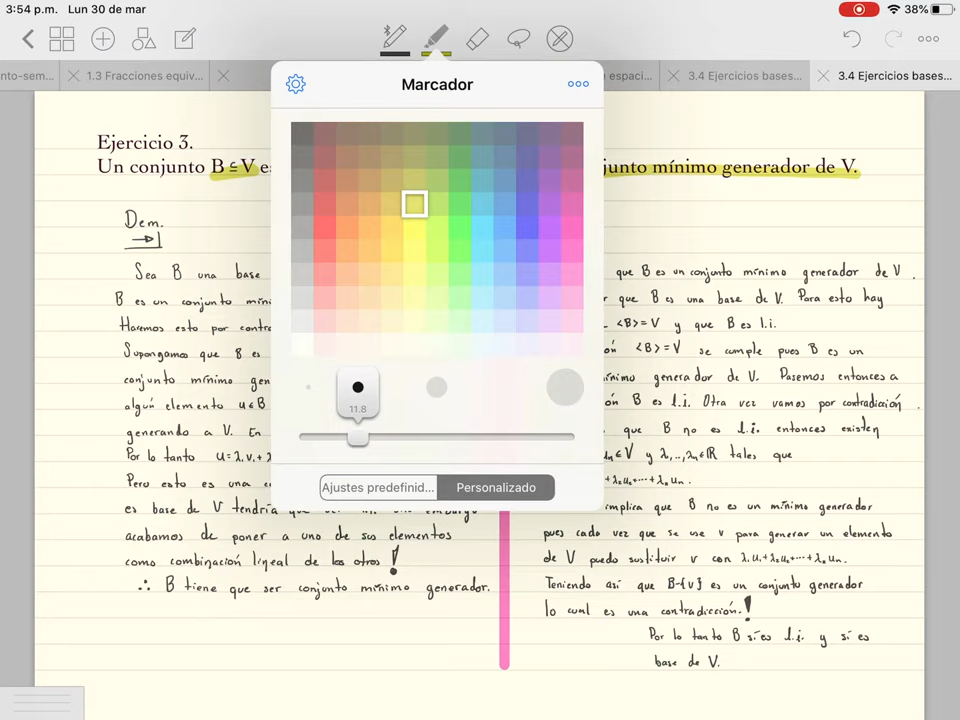 3:54 p.m. Lun 30 de mar
38%
nto-sem...
1.3 Fracciones equiv...
espaci...
3.4 Ejercicios bases...
3.4 Ejercicios bases...
Marcador
11.8
Ajustes predefinid...
Personalizado
Ejercicio 3.
Un conjunto B ⊆ V es
junto mínimo generador de V.
Dem.
→|
Sea B una base
B es un conjunto míni
Haremos esto por contra
Supongamos que B es
conjunto mínimo gen
algún elemento u∈B
generando a V. En
Por lo tanto u=λ₁v₁+
Pero esto es una c
es base de V tendría que ser
acabamos de poner a uno de sus elementos
como combinación lineal de los otros!
∴ B tiene que ser conjunto mínimo generador.
que B es un conjunto mínimo generador de V.
que B es una base de V. Para esto hay
<B>=V y que B es l.i.
ón <B>=V se cumple pues B es un
ínimo generador de V. Pasemos entonces a
ón B es l.i. Otra vez vamos por contradicción.
que B no es l.i. entonces existen
uₙ∈V y λ₁,..,λₙ∈ℝ tales que
+λ₂u₂+···+λₙuₙ.
implica que B no es un mínimo generador
pues cada vez que se use v para generar un elemento
de V puedo sustituir v con λ₁u₁+λ₂u₂+···+λₙuₙ.
Teniendo así que B-{v} es un conjunto generador
lo cual es una contradicción.!
Por lo tanto B sí es l.i. y sí es
base de V.